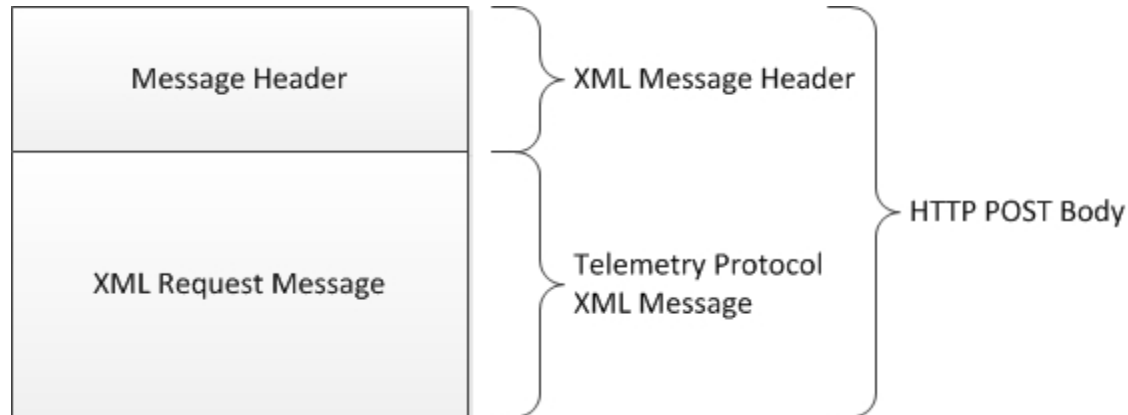 Message Header
XML Message Header
HTTP POST Body
XML Request Message
Telemetry Protocol
XML Message